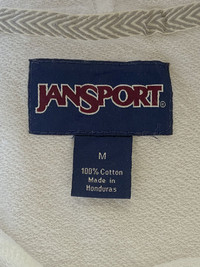 JANSPORT®
M
100% Cotton
Made in
Honduras